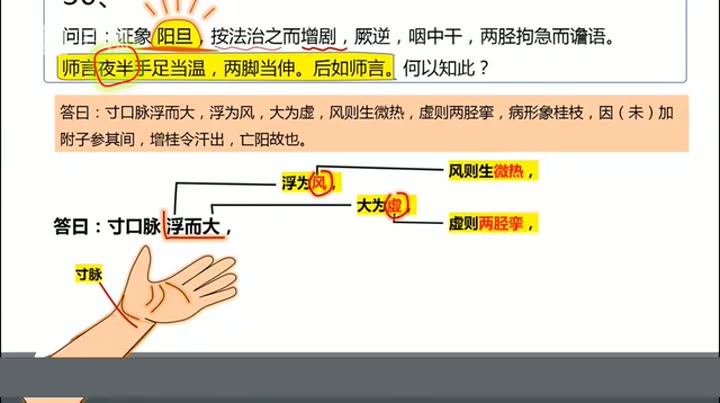 30、
问曰：证象 阳旦，按法治之而增剧，厥逆，咽中干，两胫拘急而谵语。
师言夜半手足当温，两脚当伸。后如师言。何以知此？
答曰：寸口脉浮而大，浮为风，大为虚，风则生微热，虚则两胫挛，病形象桂枝，因（未）加
附子参其间，增桂令汗出，亡阳故也。
风则生微热，
浮为风，
大为虚，
答曰：寸口脉 浮而大，
虚则两胫挛，
寸脉